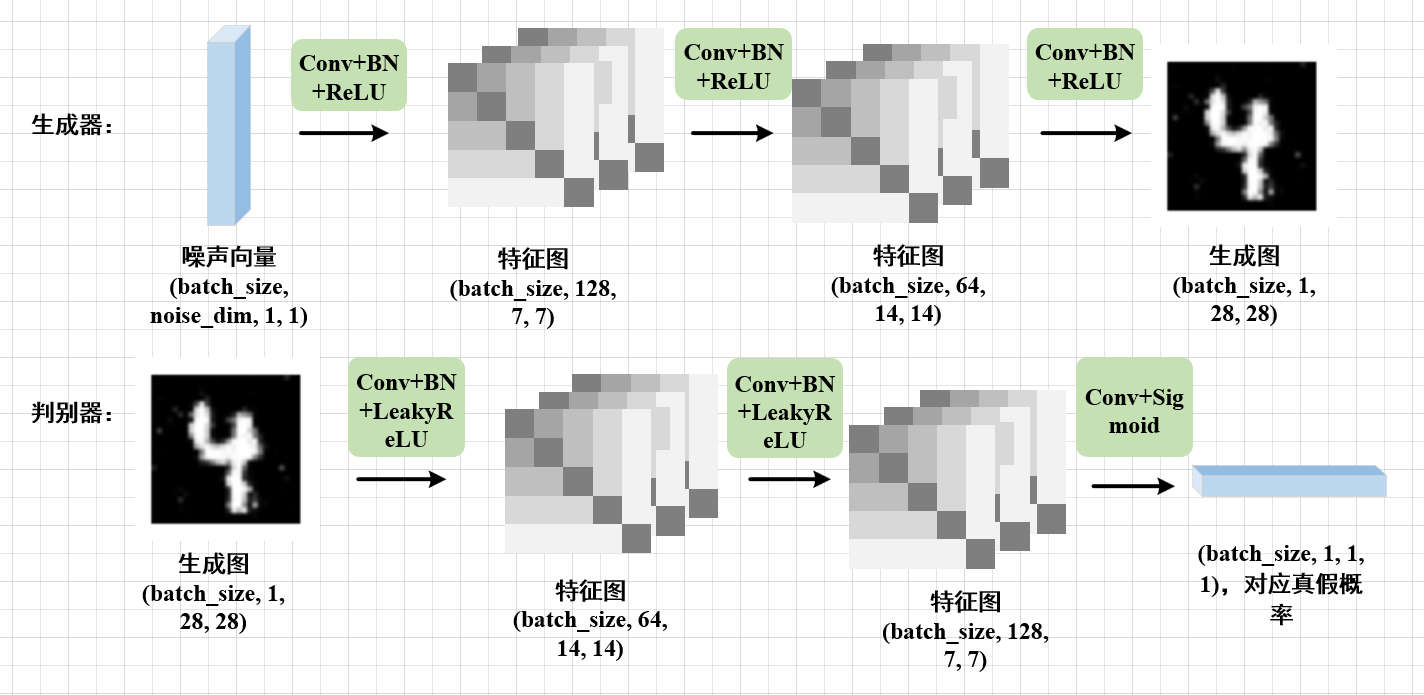 生成器：
Conv+BN
+ReLU
Conv+BN
+ReLU
Conv+BN
+ReLU
噪声向量
(batch_size,
noise_dim, 1, 1)
特征图
(batch_size, 128,
7, 7)
特征图
(batch_size, 64,
14, 14)
生成图
(batch_size, 1,
28, 28)
判别器：
Conv+BN
+LeakyR
eLU
Conv+BN
+LeakyR
eLU
Conv+Sig
moid
生成图
(batch_size, 1,
28, 28)
特征图
(batch_size, 64,
14, 14)
特征图
(batch_size, 128,
7, 7)
(batch_size, 1, 1,
1)，对应真假概
率